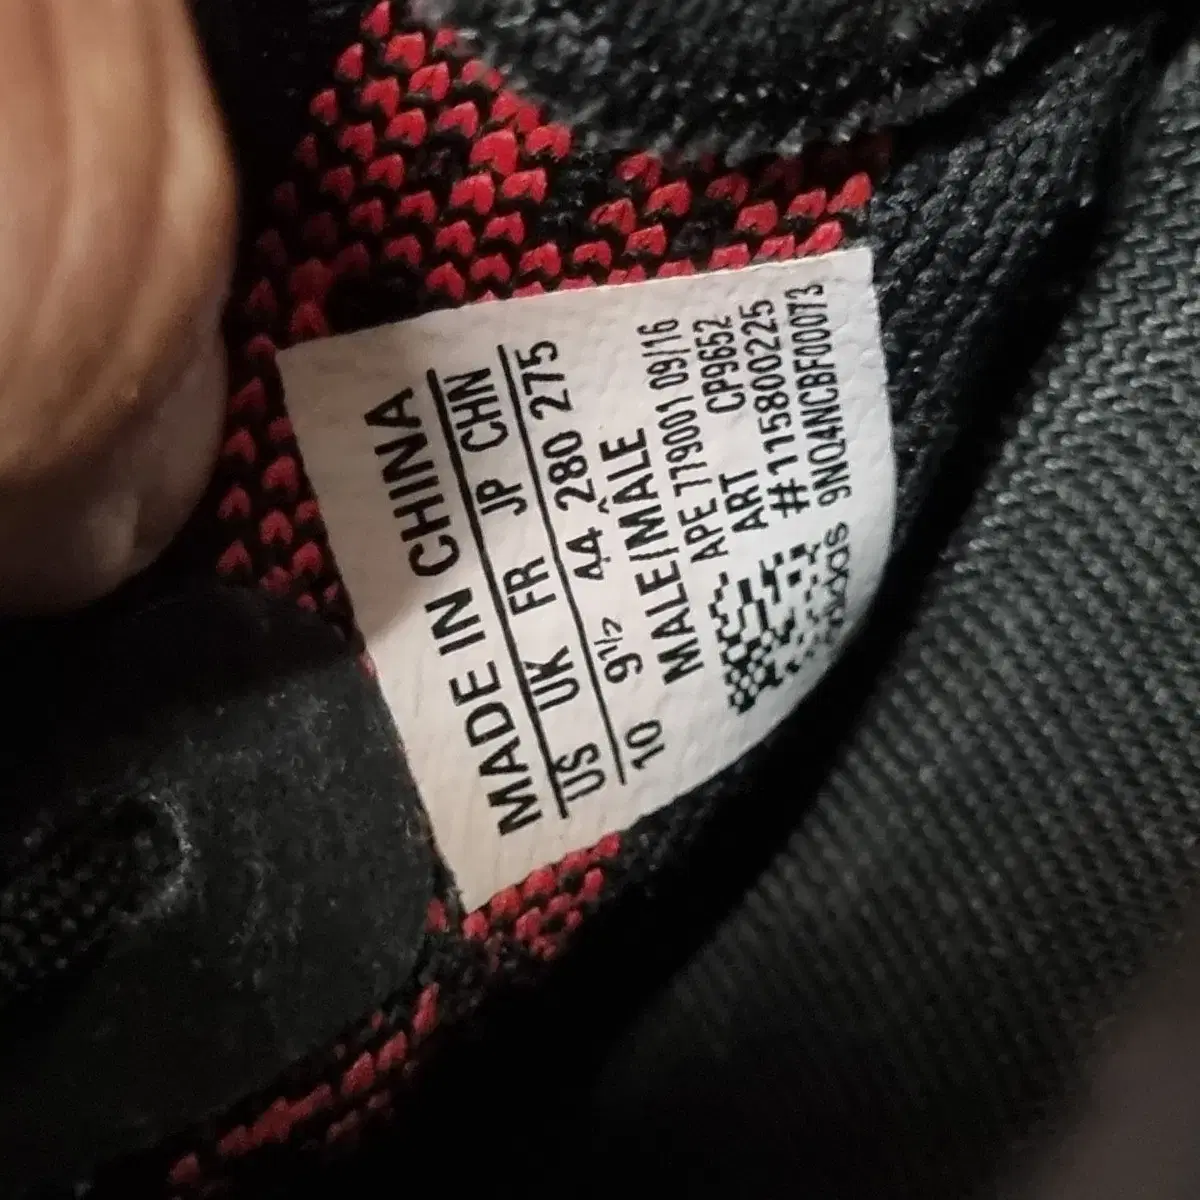 MADE IN CHINA
US UK FR JP CHN
10 9½ 44 280 275
MALE/MÂLE
APE 779001 09/16
ART CP9652
#115800225
adidas 9NQ4NCBF00073